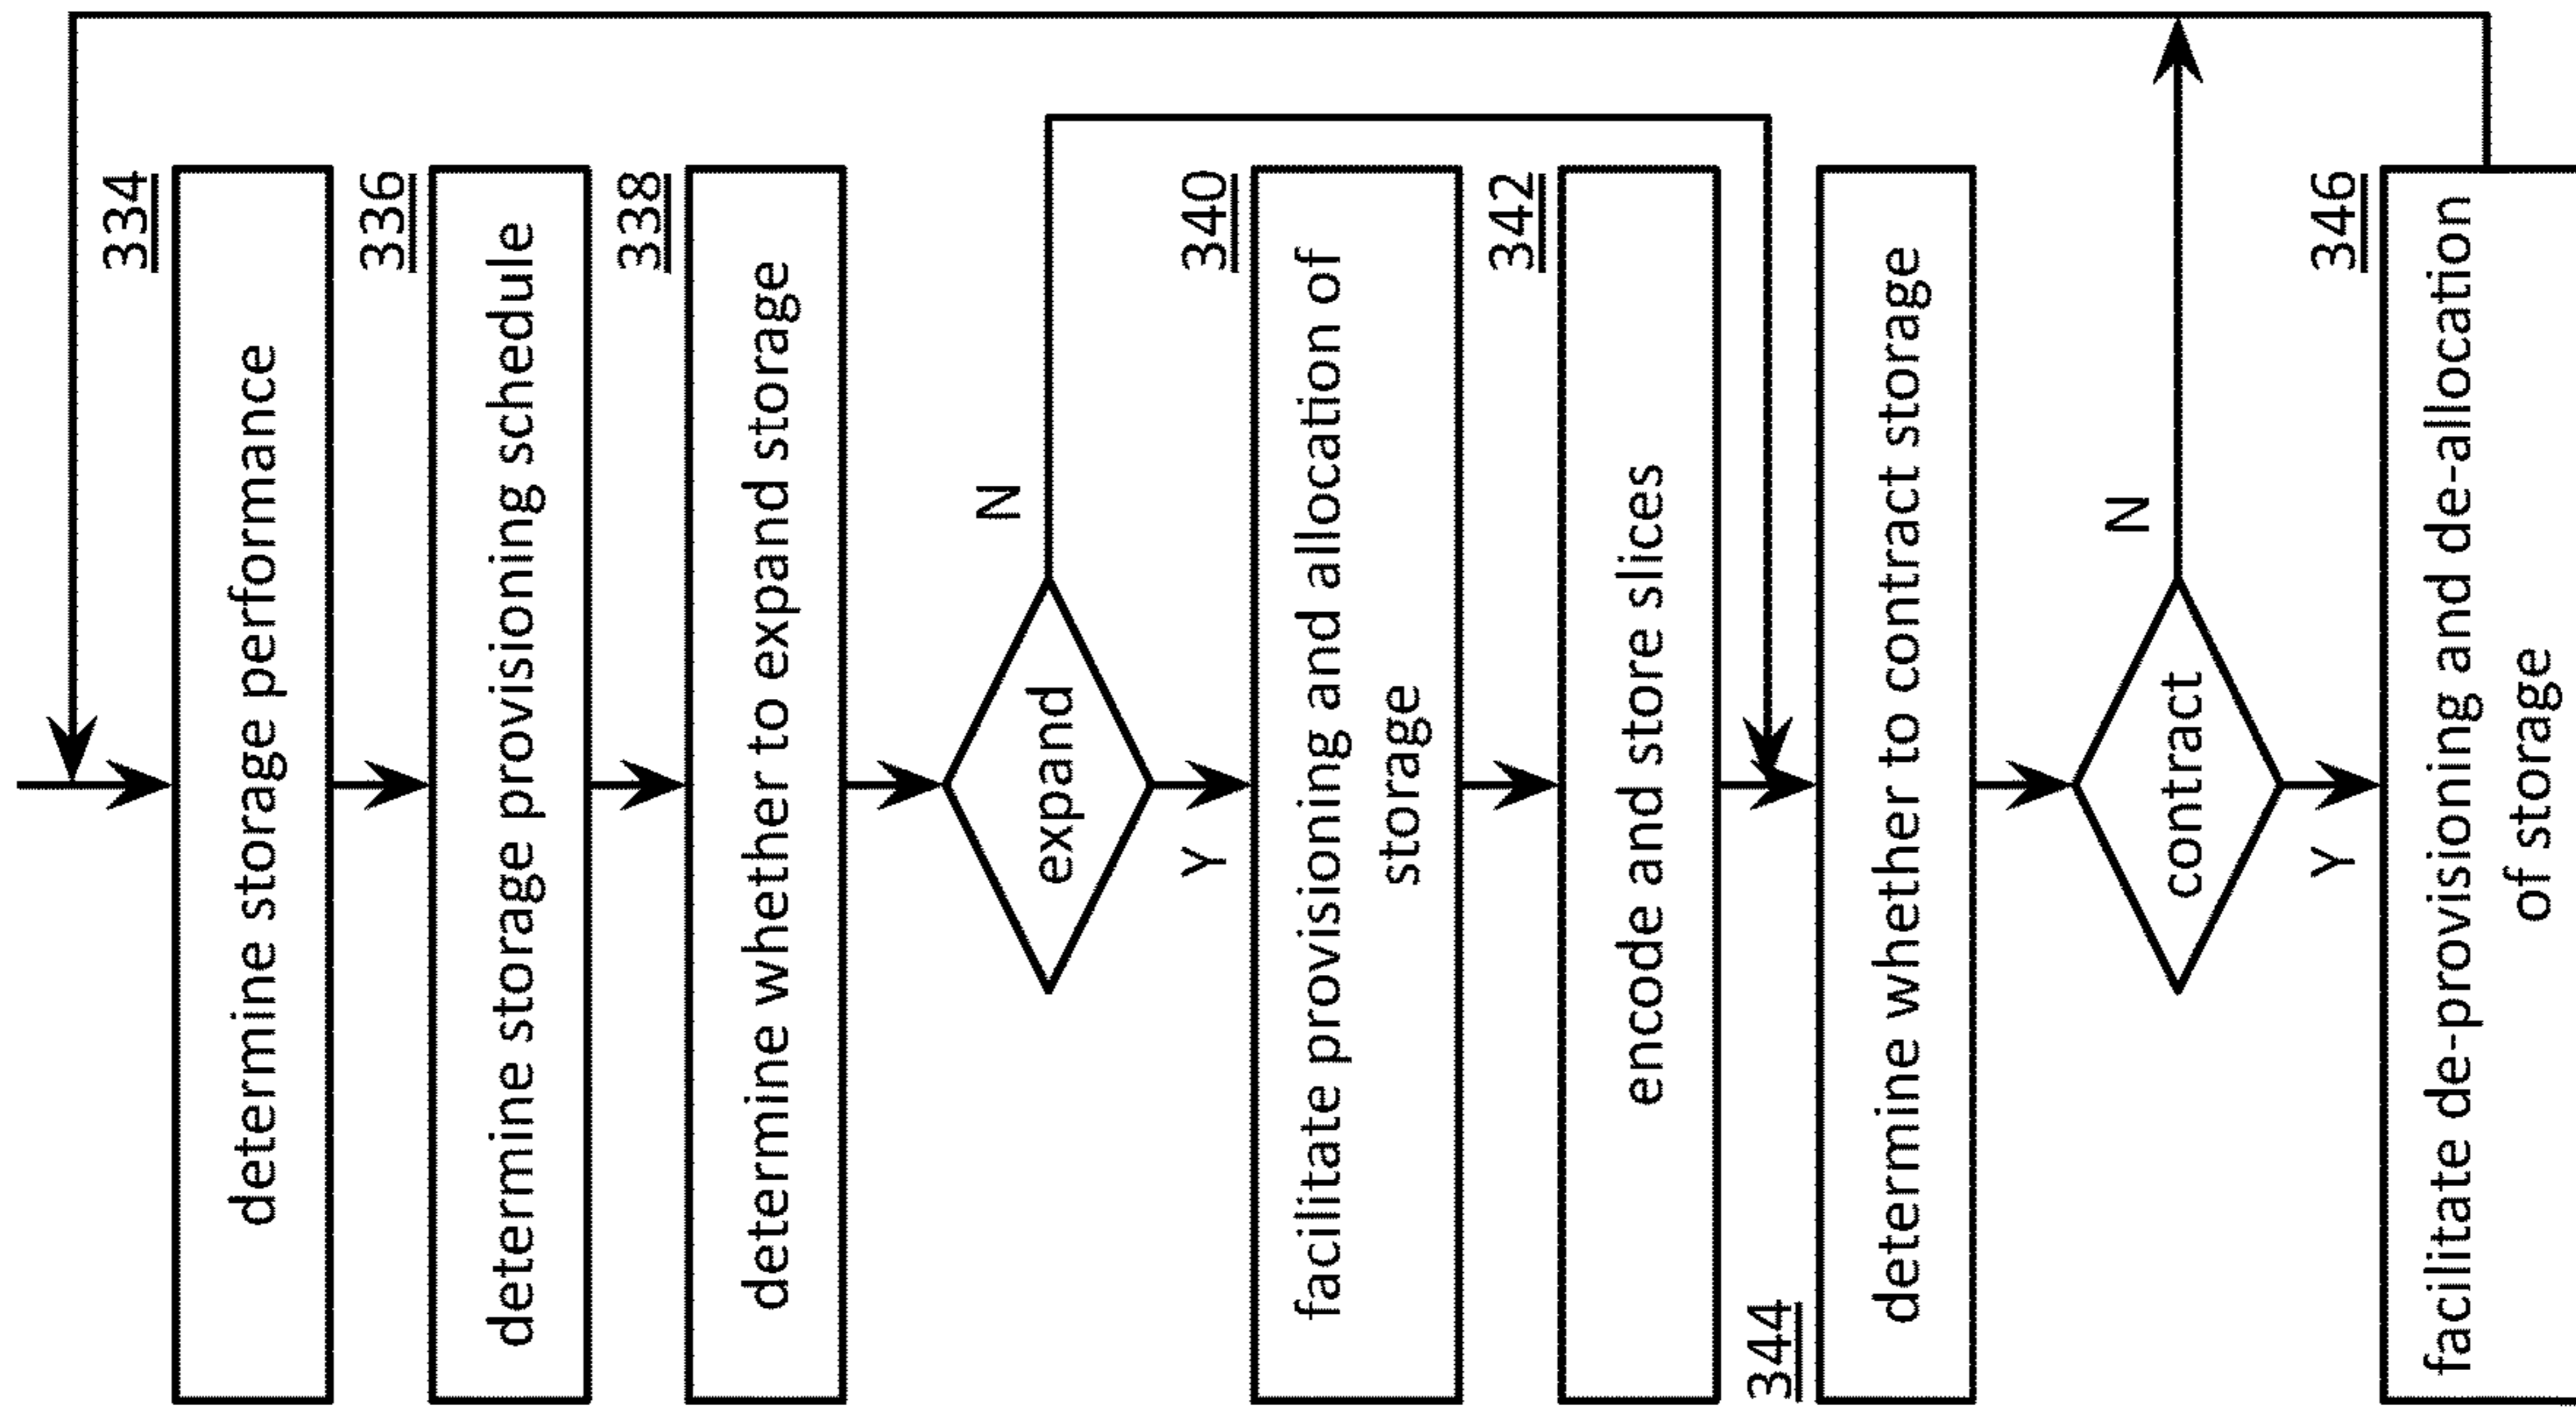 334
determine storage performance
336
determine storage provisioning schedule
338
determine whether to expand storage
expand
N
Y
340
facilitate provisioning and allocation of
storage
342
encode and store slices
344
determine whether to contract storage
contract
N
Y
346
facilitate de-provisioning and de-allocation
of storage